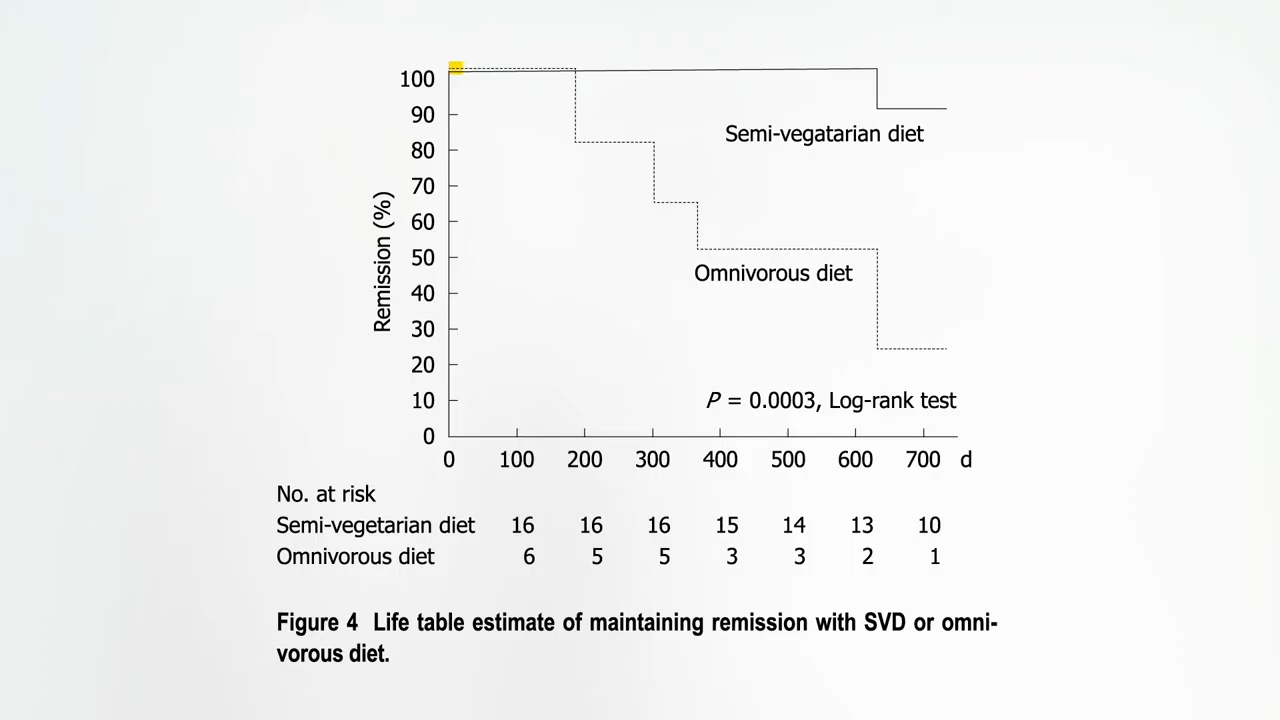 100
90
80
70
60
50
40
30
20
10
0
Remission (%)
Semi-vegatarian diet
Omnivorous diet
P = 0.0003, Log-rank test
0 100 200 300 400 500 600 700 d
No. at risk
Semi-vegetarian diet 16 16 16 15 14 13 10
Omnivorous diet 6 5 5 3 3 2 1
Figure 4 Life table estimate of maintaining remission with SVD or omni-
vorous diet.